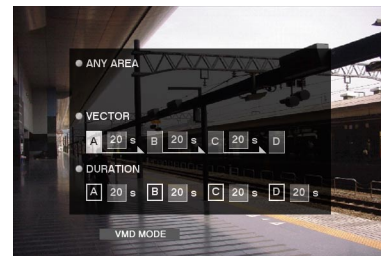 ANY AREA
VECTOR
A 20 s B 20 s C 20 s D
DURATION
A 20 s B 20 s C 20 s D 20 s
VMD MODE